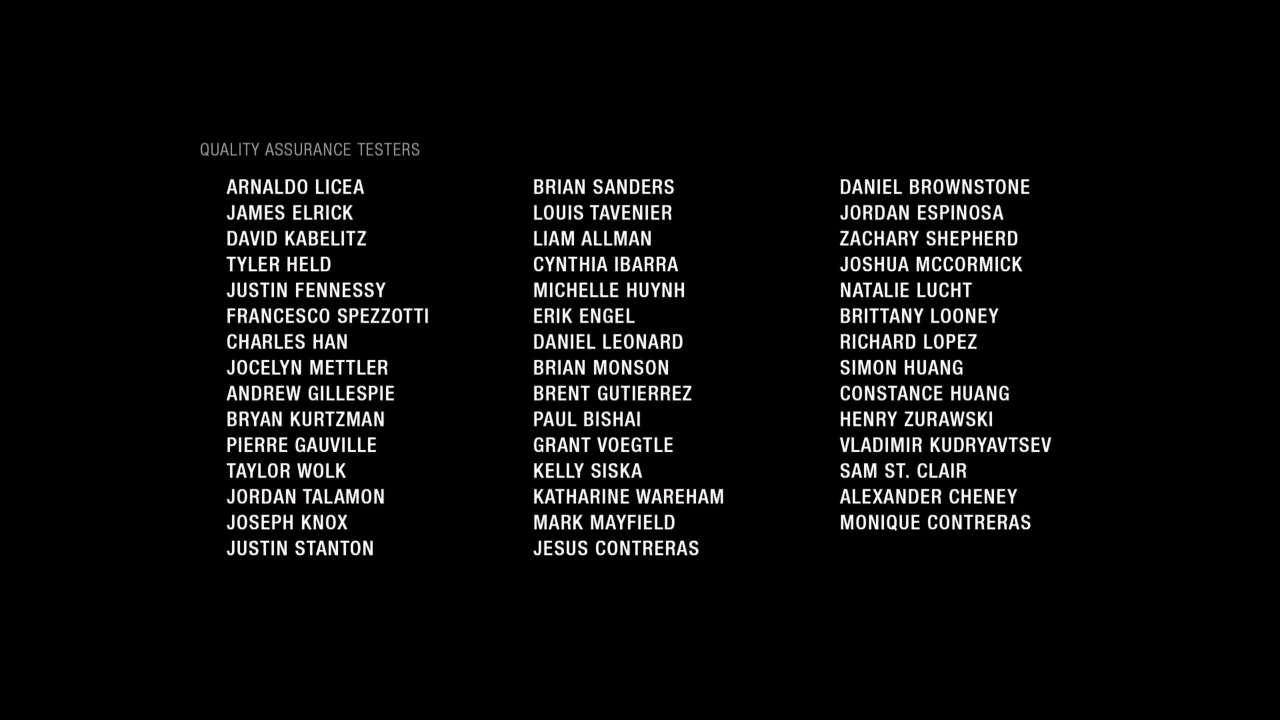 QUALITY ASSURANCE TESTERS
ARNALDO LICEA
JAMES ELRICK
DAVID KABELITZ
TYLER HELD
JUSTIN FENNESSY
FRANCESCO SPEZZOTTI
CHARLES HAN
JOCELYN METTLER
ANDREW GILLESPIE
BRYAN KURTZMAN
PIERRE GAUVILLE
TAYLOR WOLK
JORDAN TALAMON
JOSEPH KNOX
JUSTIN STANTON
BRIAN SANDERS
LOUIS TAVENIER
LIAM ALLMAN
CYNTHIA IBARRA
MICHELLE HUYNH
ERIK ENGEL
DANIEL LEONARD
BRIAN MONSON
BRENT GUTIERREZ
PAUL BISHAI
GRANT VOEGTLE
KELLY SISKA
KATHARINE WAREHAM
MARK MAYFIELD
JESUS CONTRERAS
DANIEL BROWNSTONE
JORDAN ESPINOSA
ZACHARY SHEPHERD
JOSHUA MCCORMICK
NATALIE LUCHT
BRITTANY LOONEY
RICHARD LOPEZ
SIMON HUANG
CONSTANCE HUANG
HENRY ZURAWSKI
VLADIMIR KUDRYAVTSEV
SAM ST. CLAIR
ALEXANDER CHENEY
MONIQUE CONTRERAS